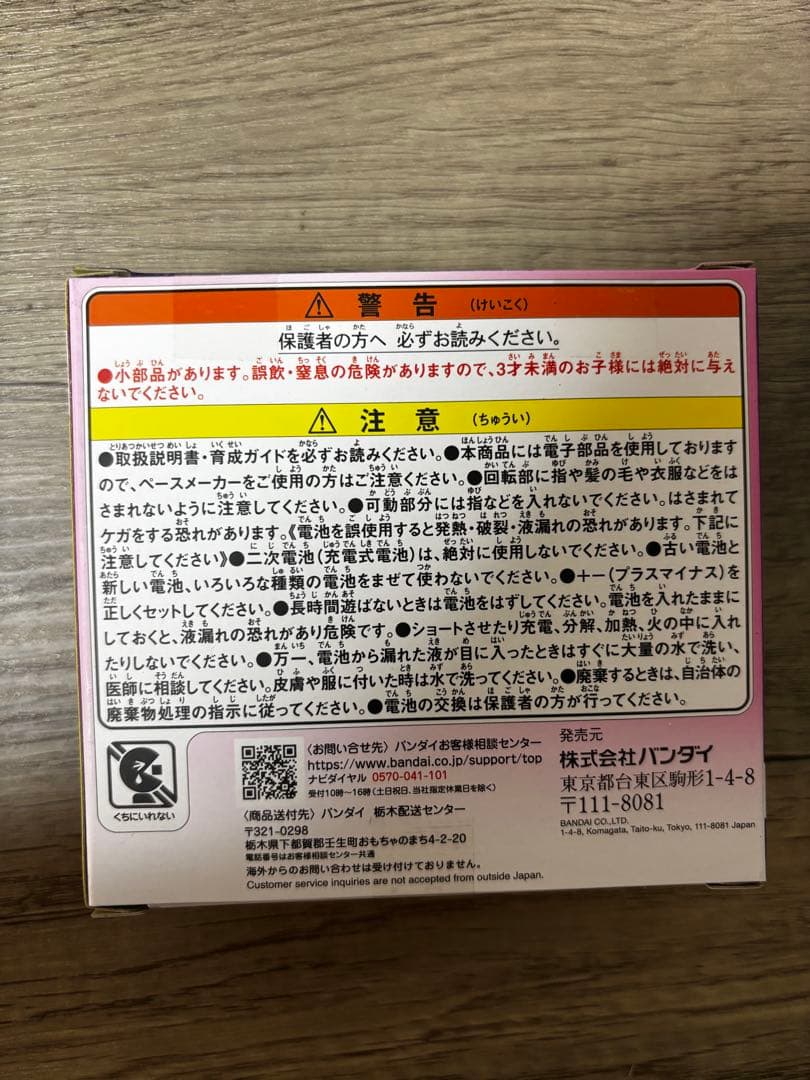 警告 (けいこく)
保護者の方へ 必ずお読みください。
●小部品があります。誤飲・窒息の危険がありますので、3才未満のお子様には絶対に与え
ないでください。
注意 (ちゅうい)
●取扱説明書・育成ガイドを必ずお読みください。●本商品には電子部品を使用しております
ので、ペースメーカーをご使用の方はご注意ください。●回転部に指や髪の毛や衣服などをは
さまれないように注意してください。●可動部分には指などを入れないでください。はさまれて
ケガをする恐れがあります。《電池を誤使用すると発熱・破裂・液漏れの恐れがあります。下記に
注意してください》●二次電池(充電式電池)は、絶対に使用しないでください。●古い電池と
新しい電池、いろいろな種類の電池をまぜて使わないでください。●+-(プラスマイナス)を
正しくセットしてください。●長時間遊ばないときは電池をはずしてください。電池を入れたままに
しておくと、液漏れの恐れがあり危険です。●ショートさせたり充電、分解、加熱、火の中に入れ
たりしないでください。●万一、電池から漏れた液が目に入ったときはすぐに大量の水で洗い、
医師に相談してください。皮膚や服に付いた時は水で洗ってください。●廃棄するときは、自治体の
廃棄物処理の指示に従ってください。●電池の交換は保護者の方が行ってください。
くちにいれない
〈お問い合せ先〉バンダイお客様相談センター
https://www.bandai.co.jp/support/top
ナビダイヤル 0570-041-101
受付10時〜16時(土日祝日、当社指定休業日を除く)
〈商品送付先〉バンダイ 栃木配送センター
〒321-0298
栃木県下都賀郡壬生町おもちゃのまち4-2-20
電話番号はお客様相談センター共通
海外からのお問い合わせは受け付けておりません。
Customer service inquiries are not accepted from outside Japan.
発売元
株式会社バンダイ
東京都台東区駒形1-4-8
〒111-8081
BANDAI CO.,LTD.
1-4-8, Komagata, Taito-ku, Tokyo, 111-8081 Japan